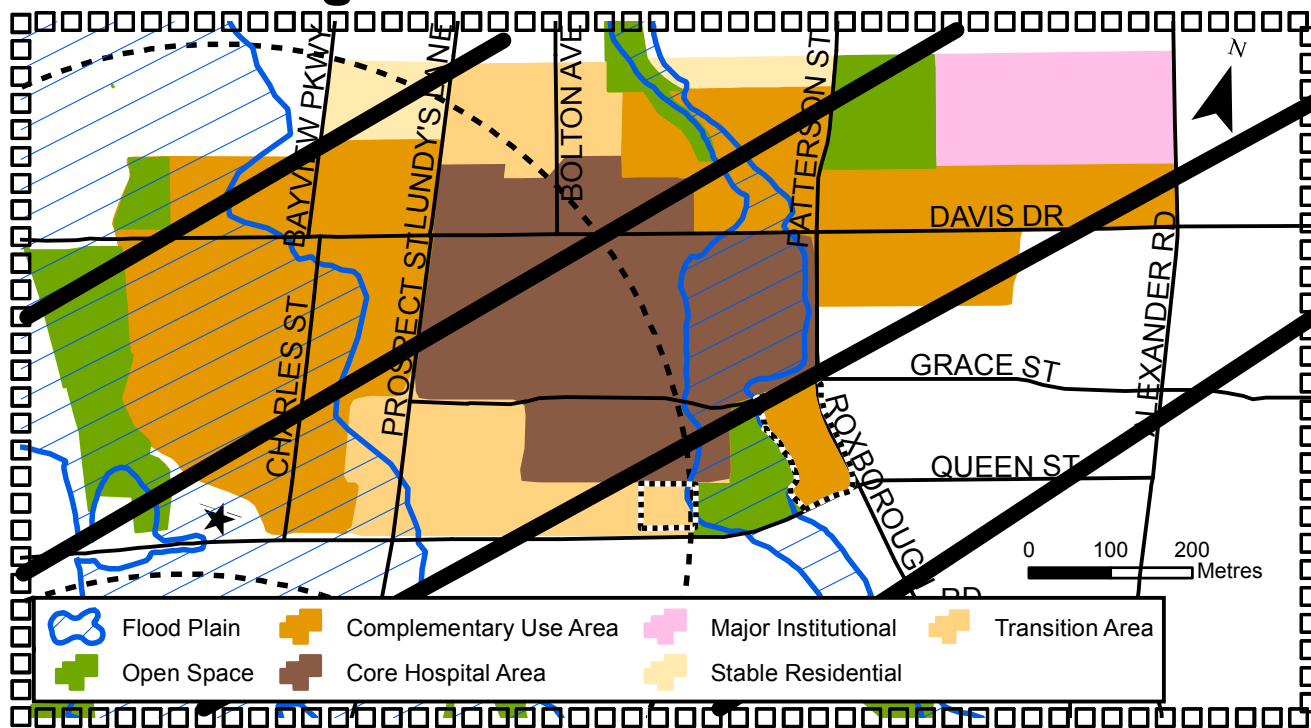 BAYVIEW PKWY
LUNDY'S LANE
BOLTON AVE
PATTERSON ST
N
DAVIS DR
CHARLES ST
PROSPECT ST
ALEXANDER RD
GRACE ST
ROXBOROUGH RD
QUEEN ST
0 100 200
Metres
Flood Plain
Complementary Use Area
Major Institutional
Transition Area
Open Space
Core Hospital Area
Stable Residential